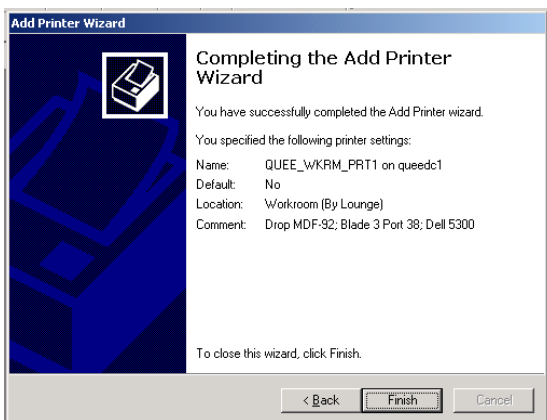 Add Printer Wizard
Completing the Add Printer
Wizard
You have successfully completed the Add Printer wizard.
You specified the following printer settings:
Name: QUEE_WKRM_PRT1 on queedc1
Default: No
Location: Workroom (By Lounge)
Comment: Drop MDF-92; Blade 3 Port 38; Dell 5300
To close this wizard, click Finish.
< Back Finish Cancel